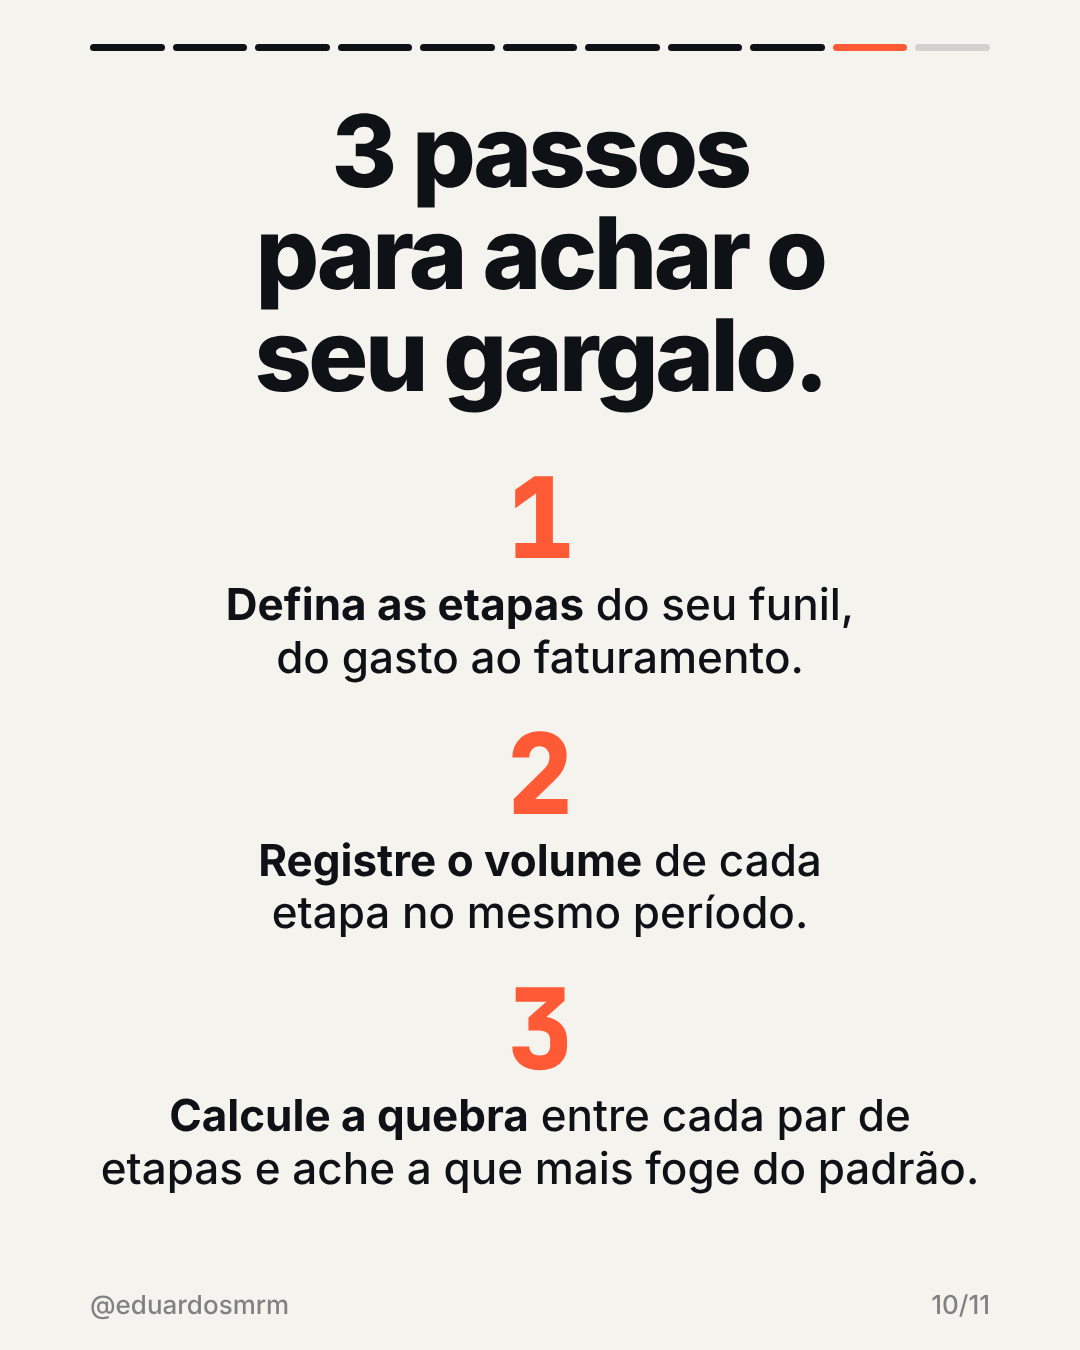 3 passos
para achar o
seu gargalo.
1
Defina as etapas do seu funil,
do gasto ao faturamento.
2
Registre o volume de cada
etapa no mesmo período.
3
Calcule a quebra entre cada par de
etapas e ache a que mais foge do padrão.
@eduardosmrm
10/11